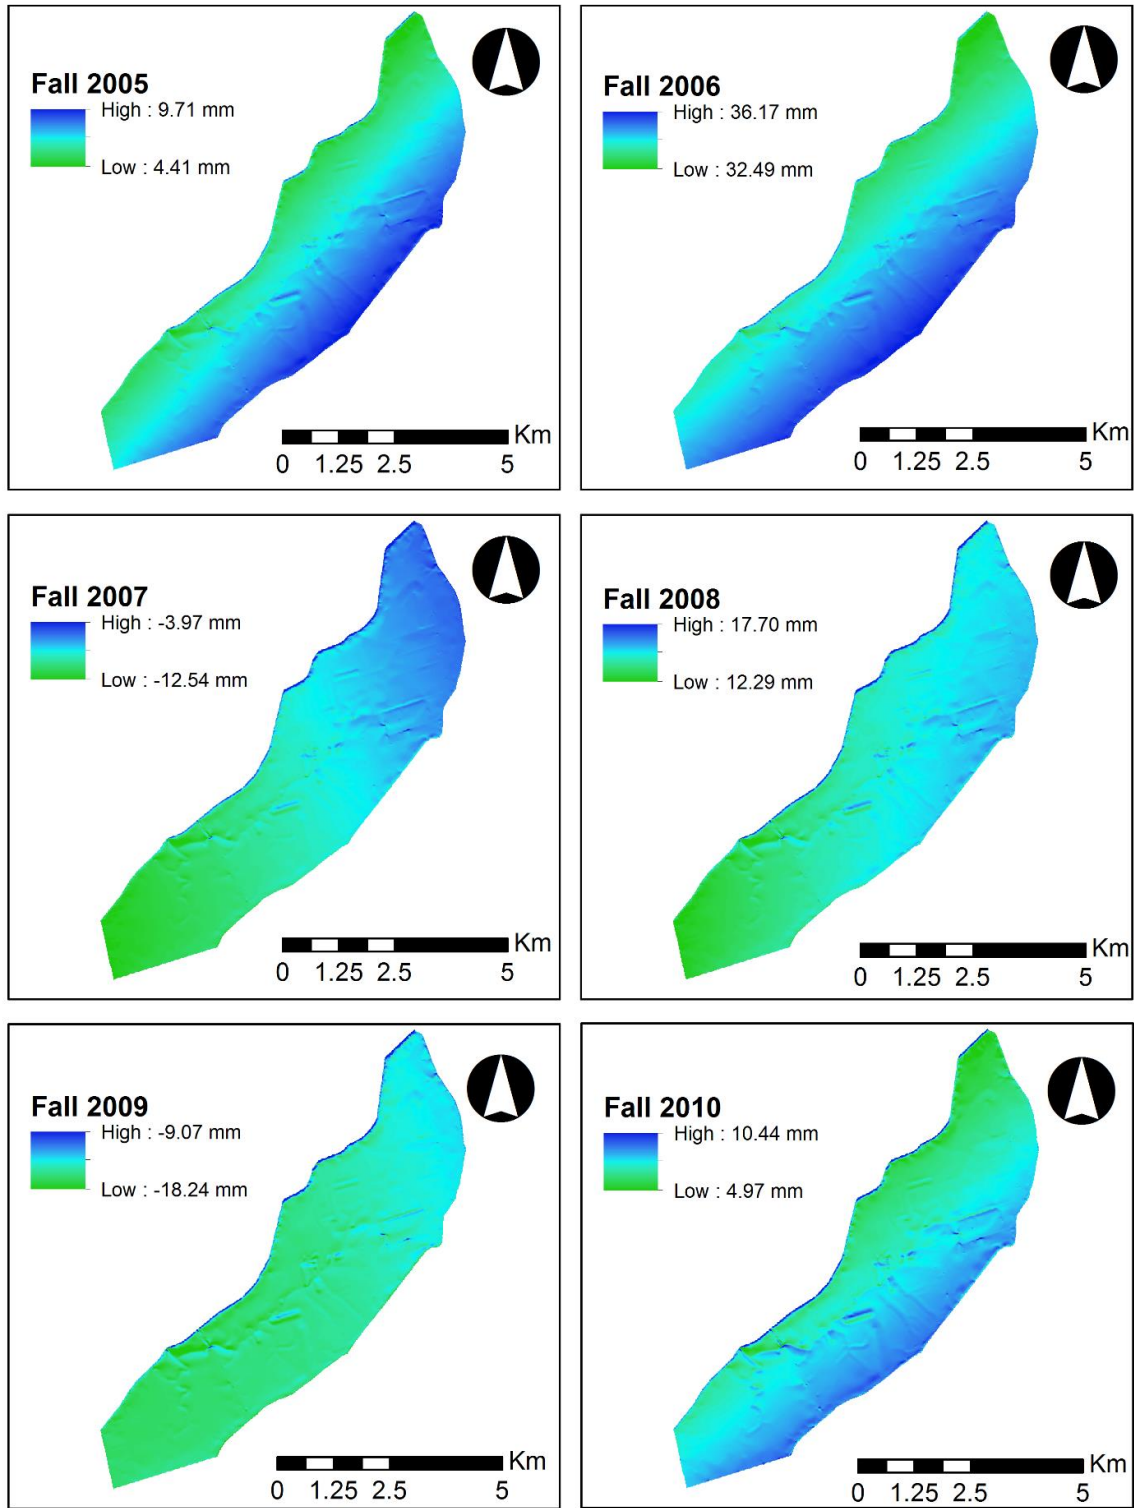 Fall 2005
High : 9.71 mm
Low : 4.41 mm
Km
0 1.25 2.5 5
Fall 2006
High : 36.17 mm
Low : 32.49 mm
Km
0 1.25 2.5 5
Fall 2007
High : -3.97 mm
Low : -12.54 mm
Km
0 1.25 2.5 5
Fall 2008
High : 17.70 mm
Low : 12.29 mm
Km
0 1.25 2.5 5
Fall 2009
High : -9.07 mm
Low : -18.24 mm
Km
0 1.25 2.5 5
Fall 2010
High : 10.44 mm
Low : 4.97 mm
Km
0 1.25 2.5 5